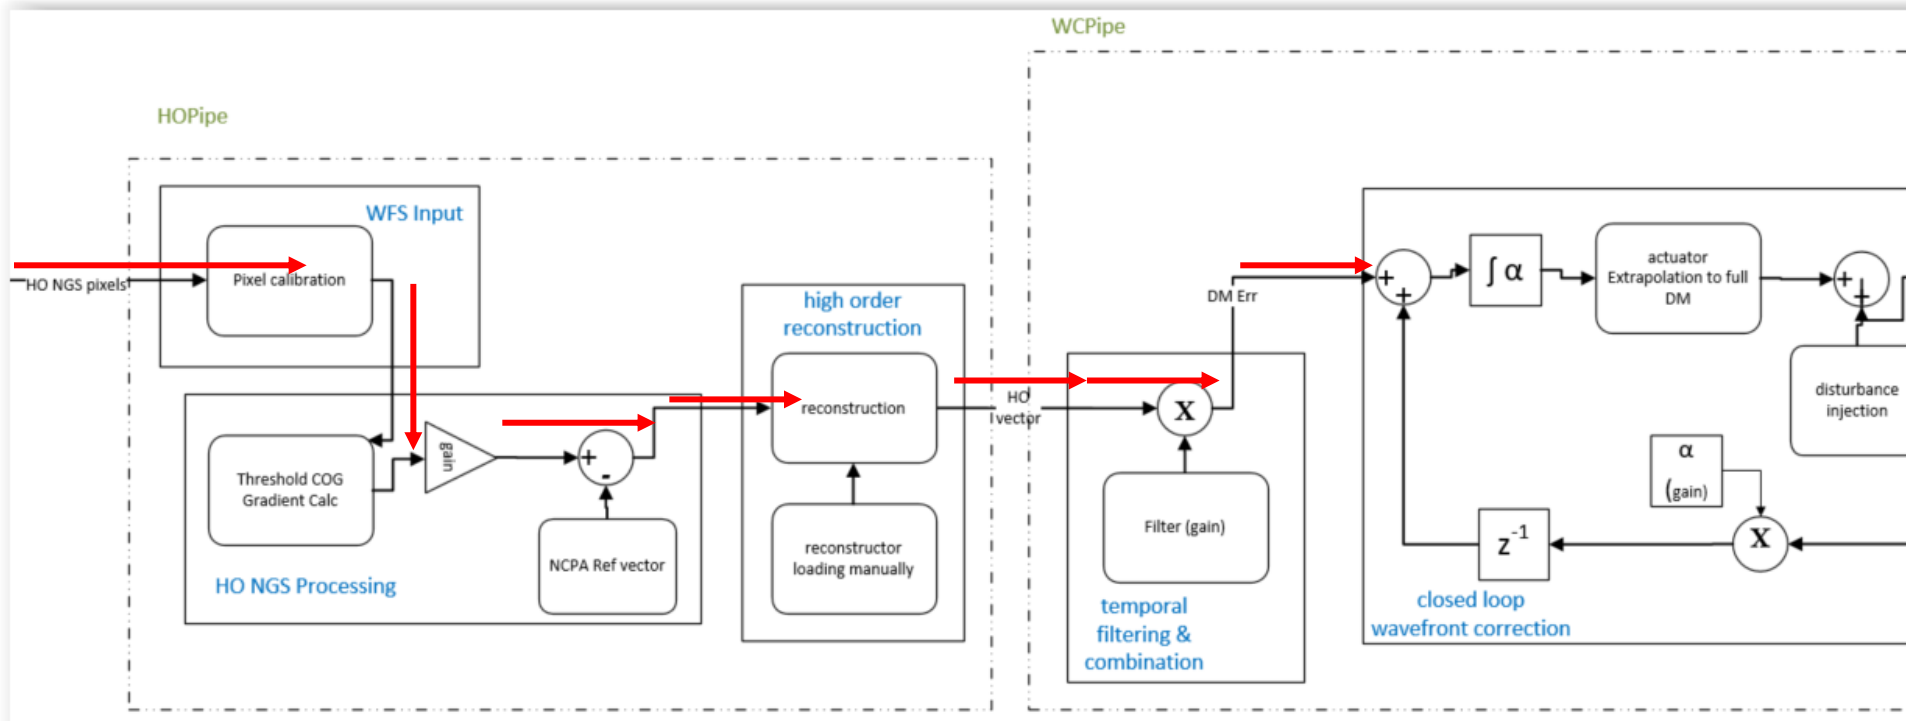 WCPipe
HOPipe
WFS Input
Pixel calibration
HO NGS pixels
Threshold COG
Gradient Calc
gain
+
-
NCPA Ref vector
HO NGS Processing
high order
reconstruction
reconstruction
reconstructor
loading manually
HO
vector
X
Filter (gain)
temporal
filtering &
combination
DM Err
+
+
∫ α
actuator
Extrapolation to full
DM
+
+
disturbance
injection
α
(gain)
X
z-1
closed loop
wavefront correction